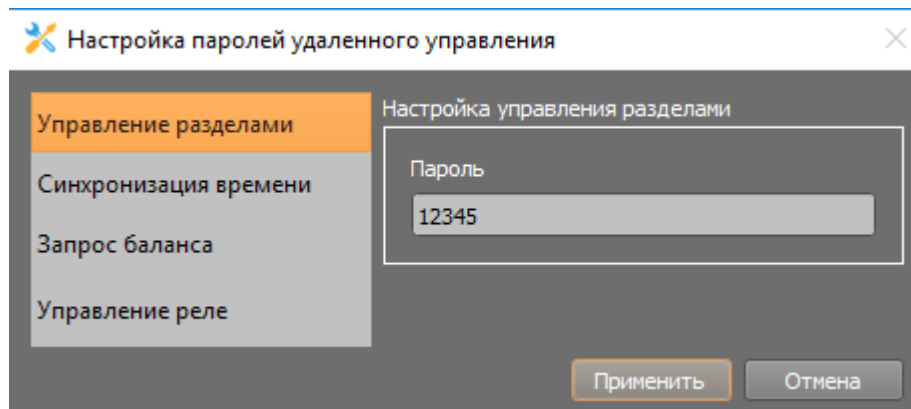 Настройка паролей удаленного управления
Управление разделами
Синхронизация времени
Запрос баланса
Управление реле
Настройка управления разделами
Пароль
12345
Применить
Отмена